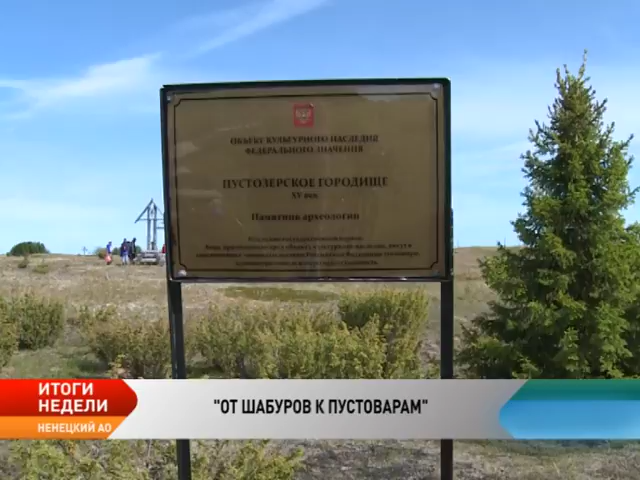 ОБЪЕКТ КУЛЬТУРНОГО НАСЛЕДИЯ
ФЕДЕРАЛЬНОГО ЗНАЧЕНИЯ
ПУСТОЗЕРСКОЕ ГОРОДИЩЕ
XV век
Памятник археологии
ИТОГИ
НЕДЕЛИ
НЕНЕЦКИЙ АО
"ОТ ШАБУРОВ К ПУСТОВАРАМ"